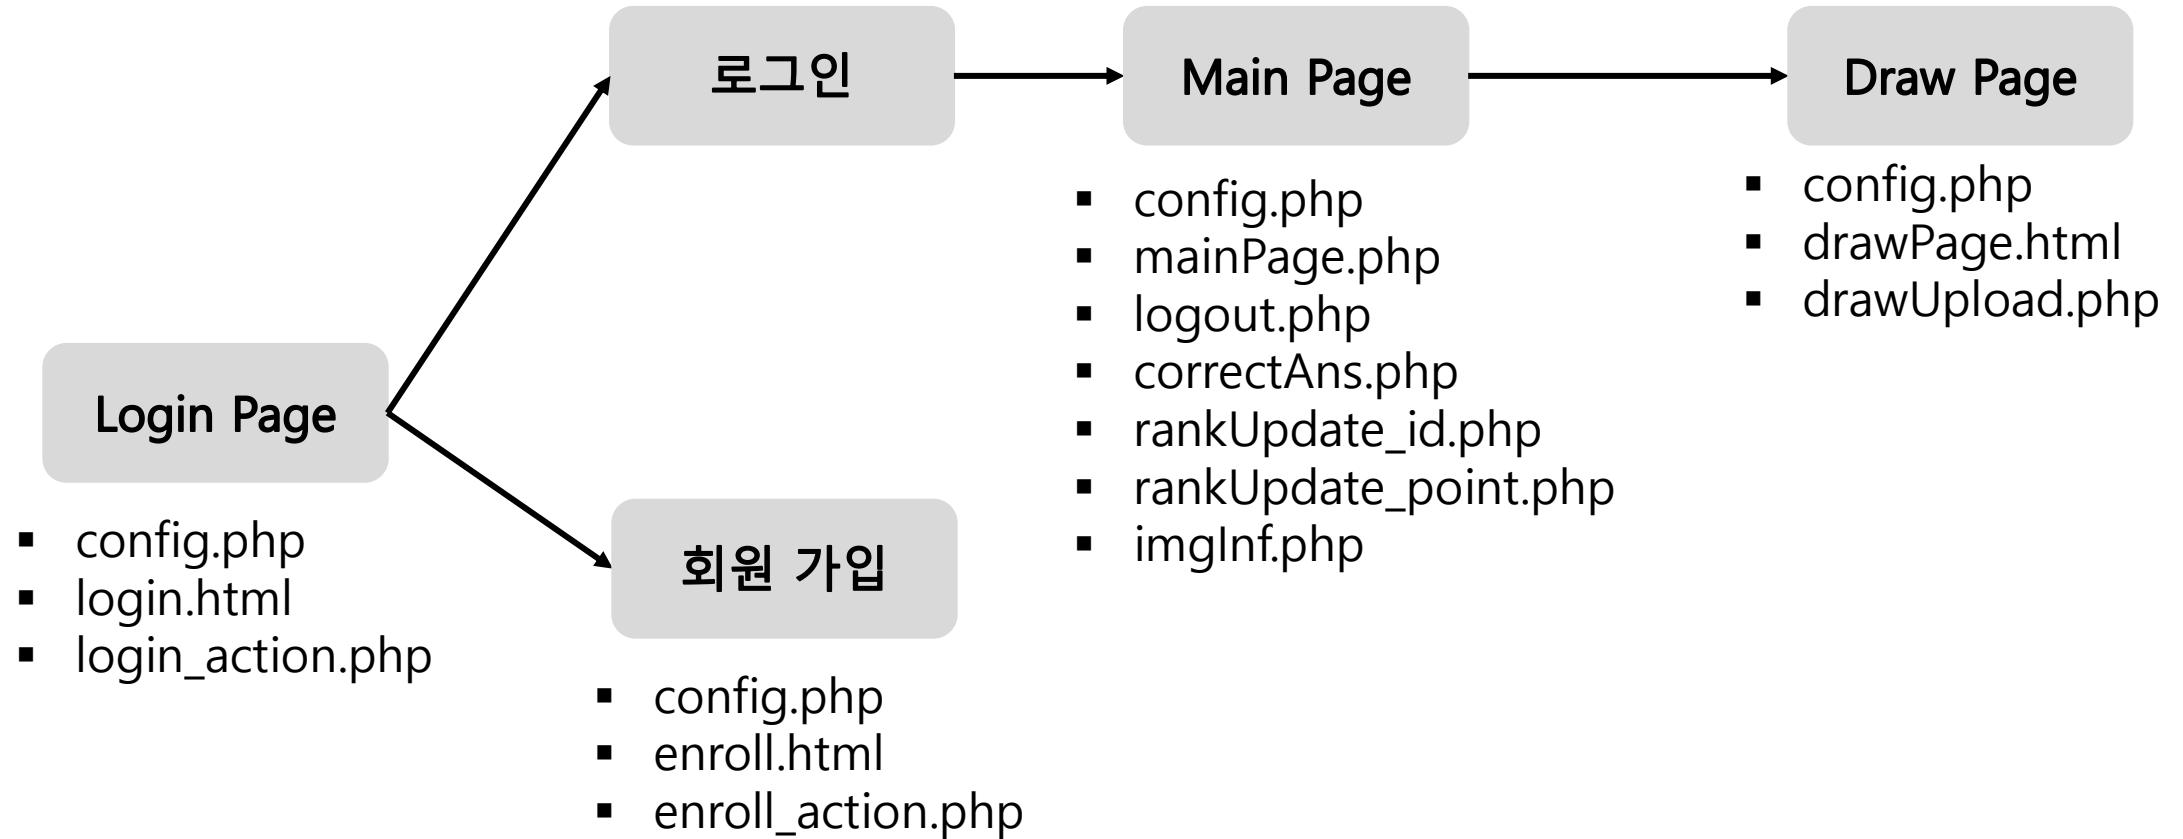 로그인
Main Page
Draw Page
▪ config.php
▪ mainPage.php
▪ logout.php
▪ correctAns.php
▪ rankUpdate_id.php
▪ rankUpdate_point.php
▪ imgInf.php
▪ config.php
▪ drawPage.html
▪ drawUpload.php
Login Page
▪ config.php
▪ login.html
▪ login_action.php
회원 가입
▪ config.php
▪ enroll.html
▪ enroll_action.php